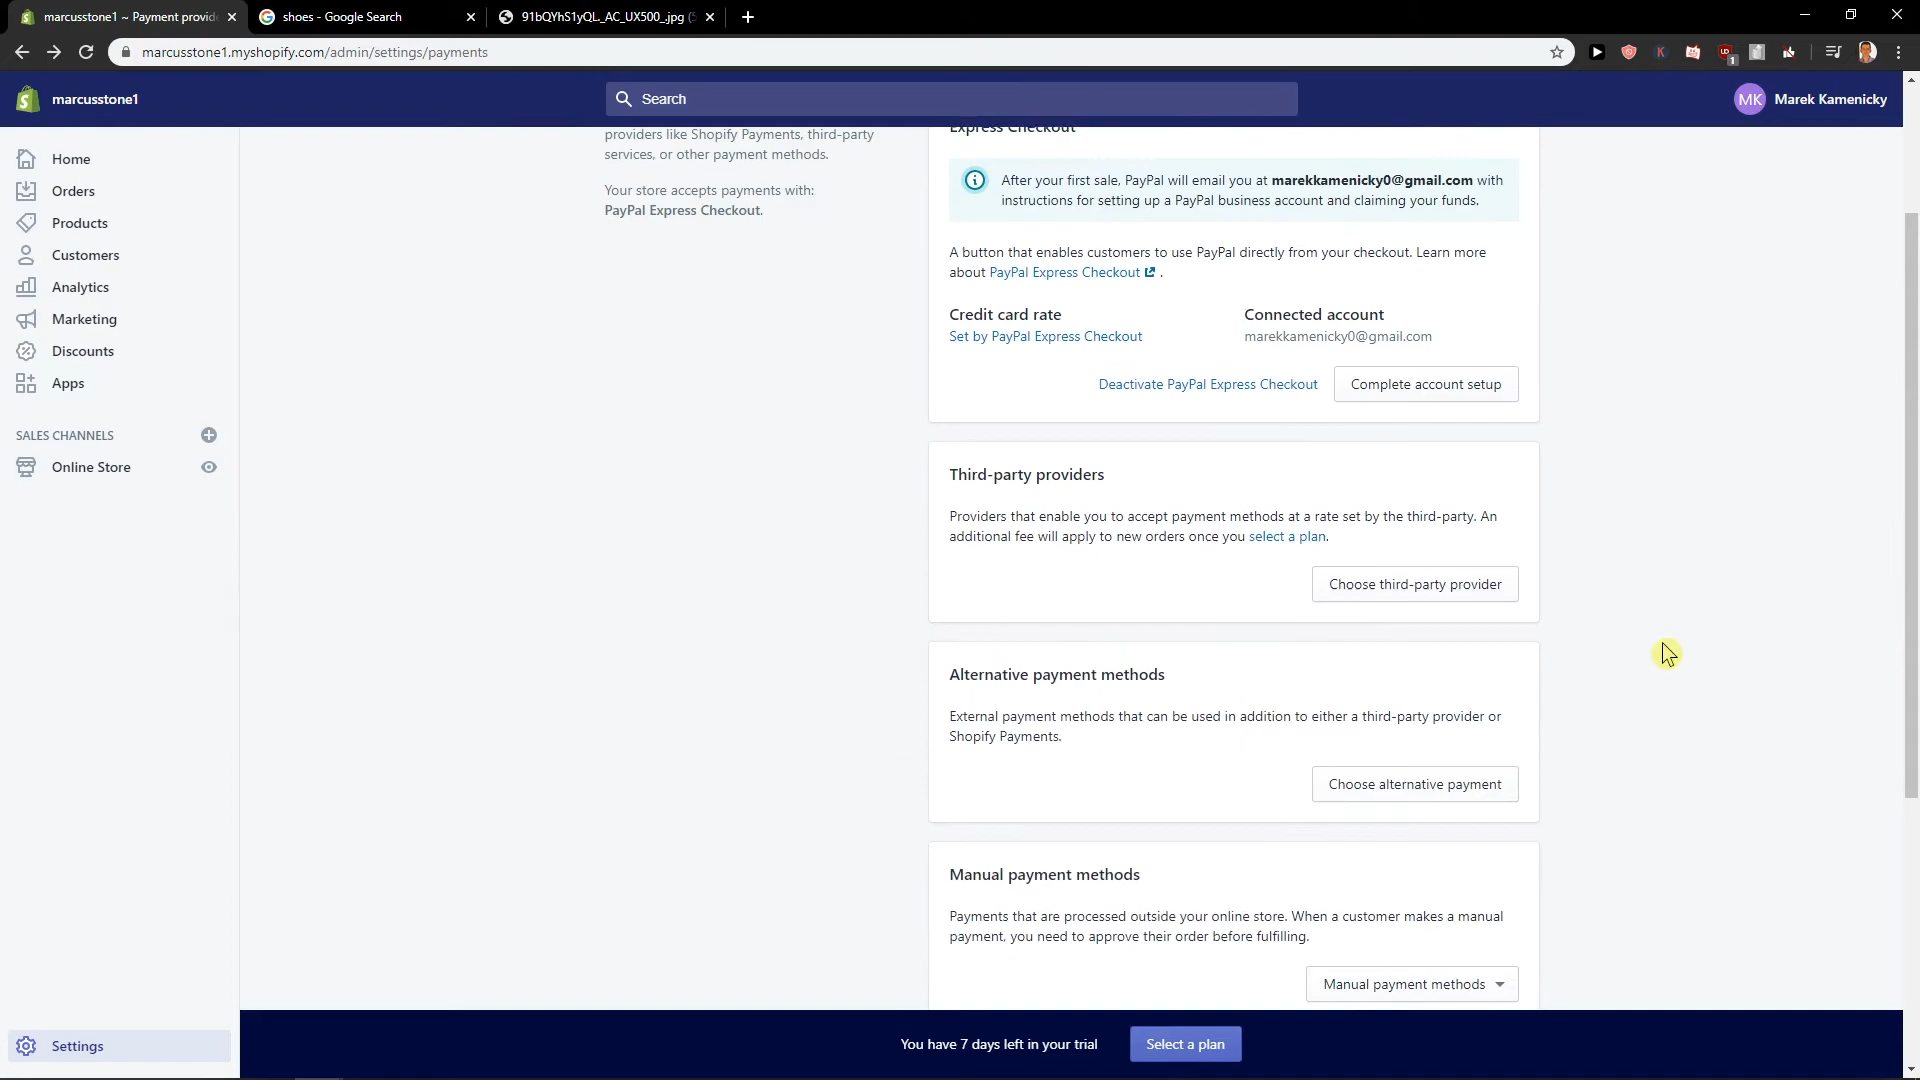 marcusstone1 ~ Payment provid
shoes - Google Search
91bQYhS1yQL._AC_UX500_.jpg (5
marcusstone1.myshopify.com/admin/settings/payments
marcusstone1
Search
MK
Marek Kamenicky
Home
Orders
Products
Customers
Analytics
Marketing
Discounts
Apps
SALES CHANNELS
Online Store
Settings
providers like Shopify Payments, third-party
services, or other payment methods.
Your store accepts payments with:
PayPal Express Checkout.
Express Checkout
After your first sale, PayPal will email you at marekkamenicky0@gmail.com with
instructions for setting up a PayPal business account and claiming your funds.
A button that enables customers to use PayPal directly from your checkout. Learn more
about PayPal Express Checkout .
Credit card rate
Set by PayPal Express Checkout
Connected account
marekkamenicky0@gmail.com
Deactivate PayPal Express Checkout
Complete account setup
Third-party providers
Providers that enable you to accept payment methods at a rate set by the third-party. An
additional fee will apply to new orders once you select a plan.
Choose third-party provider
Alternative payment methods
External payment methods that can be used in addition to either a third-party provider or
Shopify Payments.
Choose alternative payment
Manual payment methods
Payments that are processed outside your online store. When a customer makes a manual
payment, you need to approve their order before fulfilling.
Manual payment methods
You have 7 days left in your trial
Select a plan